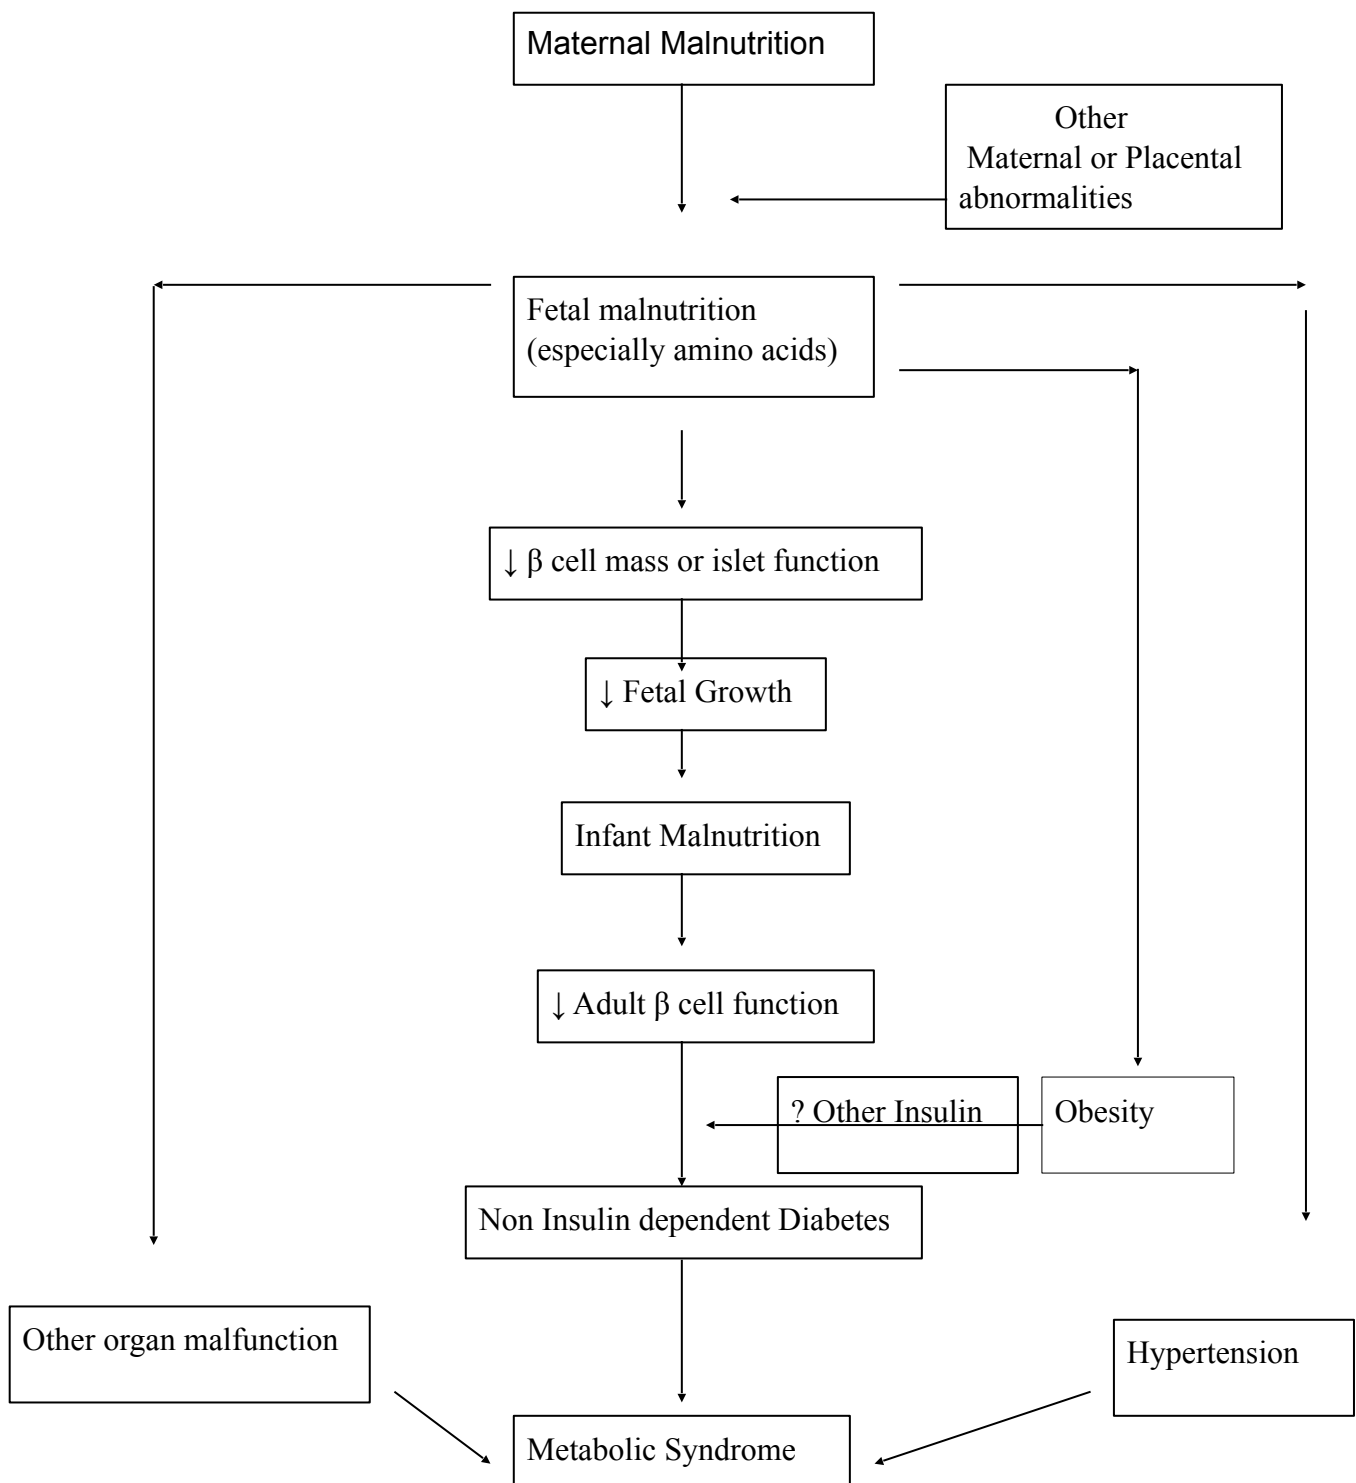 Maternal Malnutrition
Other
Maternal or Placental
abnormalities
Fetal malnutrition
(especially amino acids)
↓ β cell mass or islet function
↓ Fetal Growth
Infant Malnutrition
↓ Adult β cell function
? Other Insulin
Obesity
Non Insulin dependent Diabetes
Other organ malfunction
Hypertension
Metabolic Syndrome